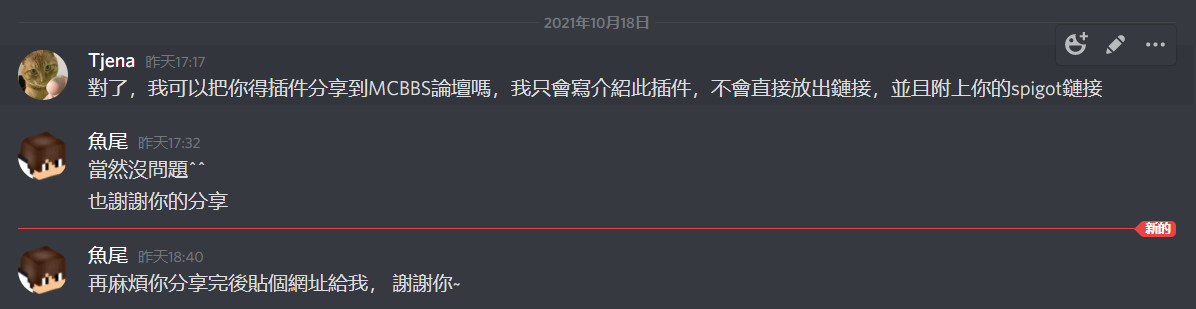 2021年10月18日
Tjena 昨天17:17
對了，我可以把你得插件分享到MCBBS論壇嗎，我只會寫介紹此插件，不會直接放出鏈接，並且附上你的spigot鏈接
魚尾 昨天17:32
當然沒問題^^
也謝謝你的分享
新的
魚尾 昨天18:40
再麻煩你分享完後貼個網址給我， 謝謝你~